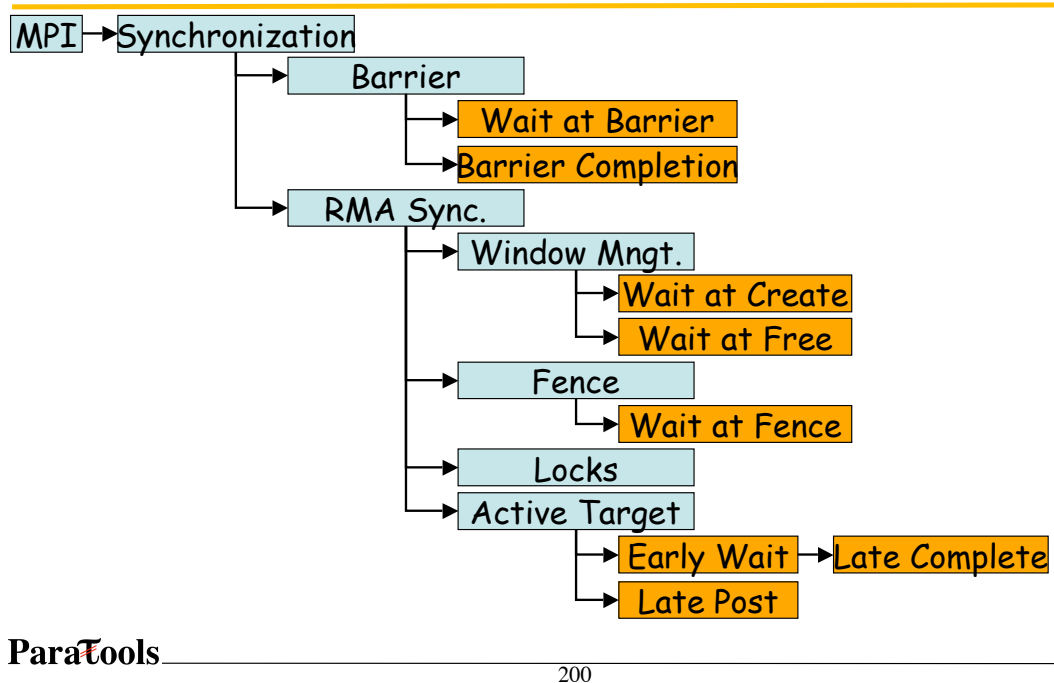 MPI Synchronization
Barrier
Wait at Barrier
Barrier Completion
RMA Sync.
Window Mngt.
Wait at Create
Wait at Free
Fence
Wait at Fence
Locks
Active Target
Early Wait Late Complete
Late Post
ParaTools
200